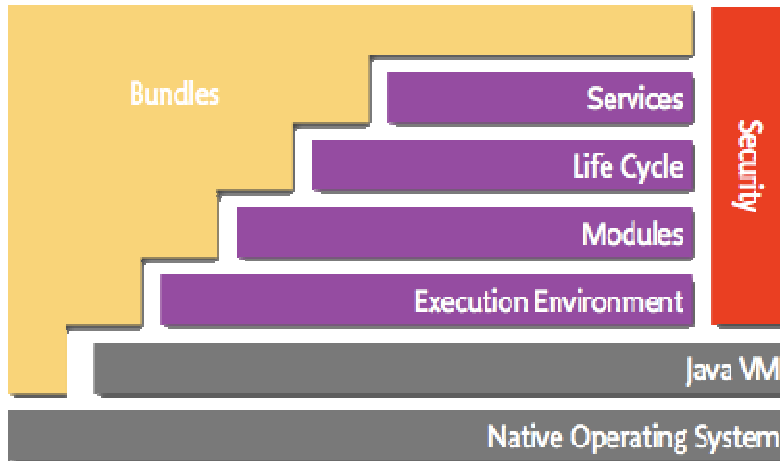 Bundles
Services
Life Cycle
Modules
Execution Environment
Security
Java VM
Native Operating System